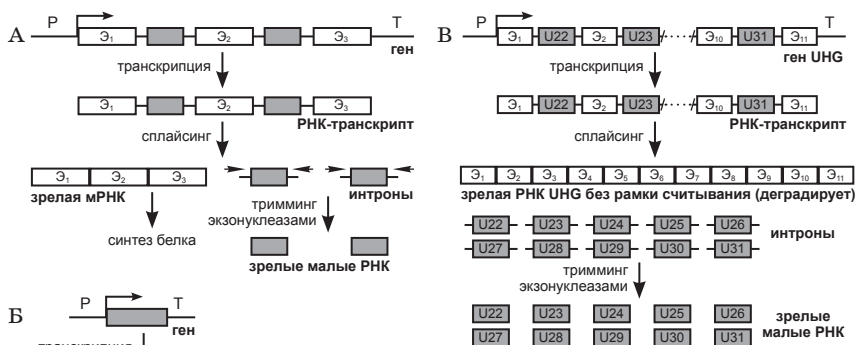 А
P
Э₁
Э₂
Э₃
T
ген
транскрипция
Э₁
Э₂
Э₃
РНК-транскрипт
сплайсинг
Э₁
Э₂
Э₃
зрелая мРНК
интроны
синтез белка
тримминг
экзонуклеазами
зрелые малые РНК
Б
P
T
ген
транскрипция
В
P
Э₁
U22
Э₂
U23
Э₁₀
U31
Э₁₁
T
ген UHG
транскрипция
Э₁
U22
Э₂
U23
Э₁₀
U31
Э₁₁
РНК-транскрипт
сплайсинг
Э₁
Э₂
Э₃
Э₄
Э₅
Э₆
Э₇
Э₈
Э₉
Э₁₀
Э₁₁
зрелая РНК UHG без рамки считывания (деградирует)
U22
U23
U24
U25
U26
U27
U28
U29
U30
U31
интроны
тримминг
экзонуклеазами
U22
U23
U24
U25
U26
U27
U28
U29
U30
U31
зрелые
малые РНК